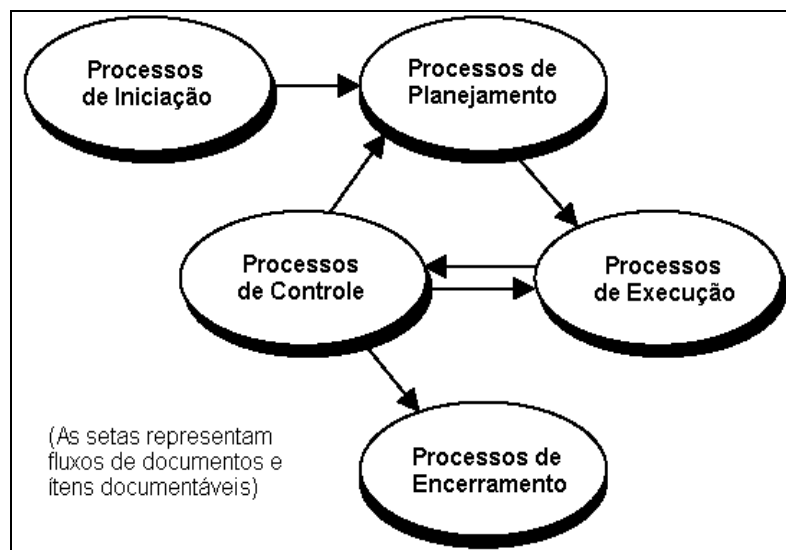 Processos
de Iniciação
Processos de
Planejamento
Processos
de Controle
Processos
de Execução
(As setas representam
fluxos de documentos e
ítens documentáveis)
Processos de
Encerramento